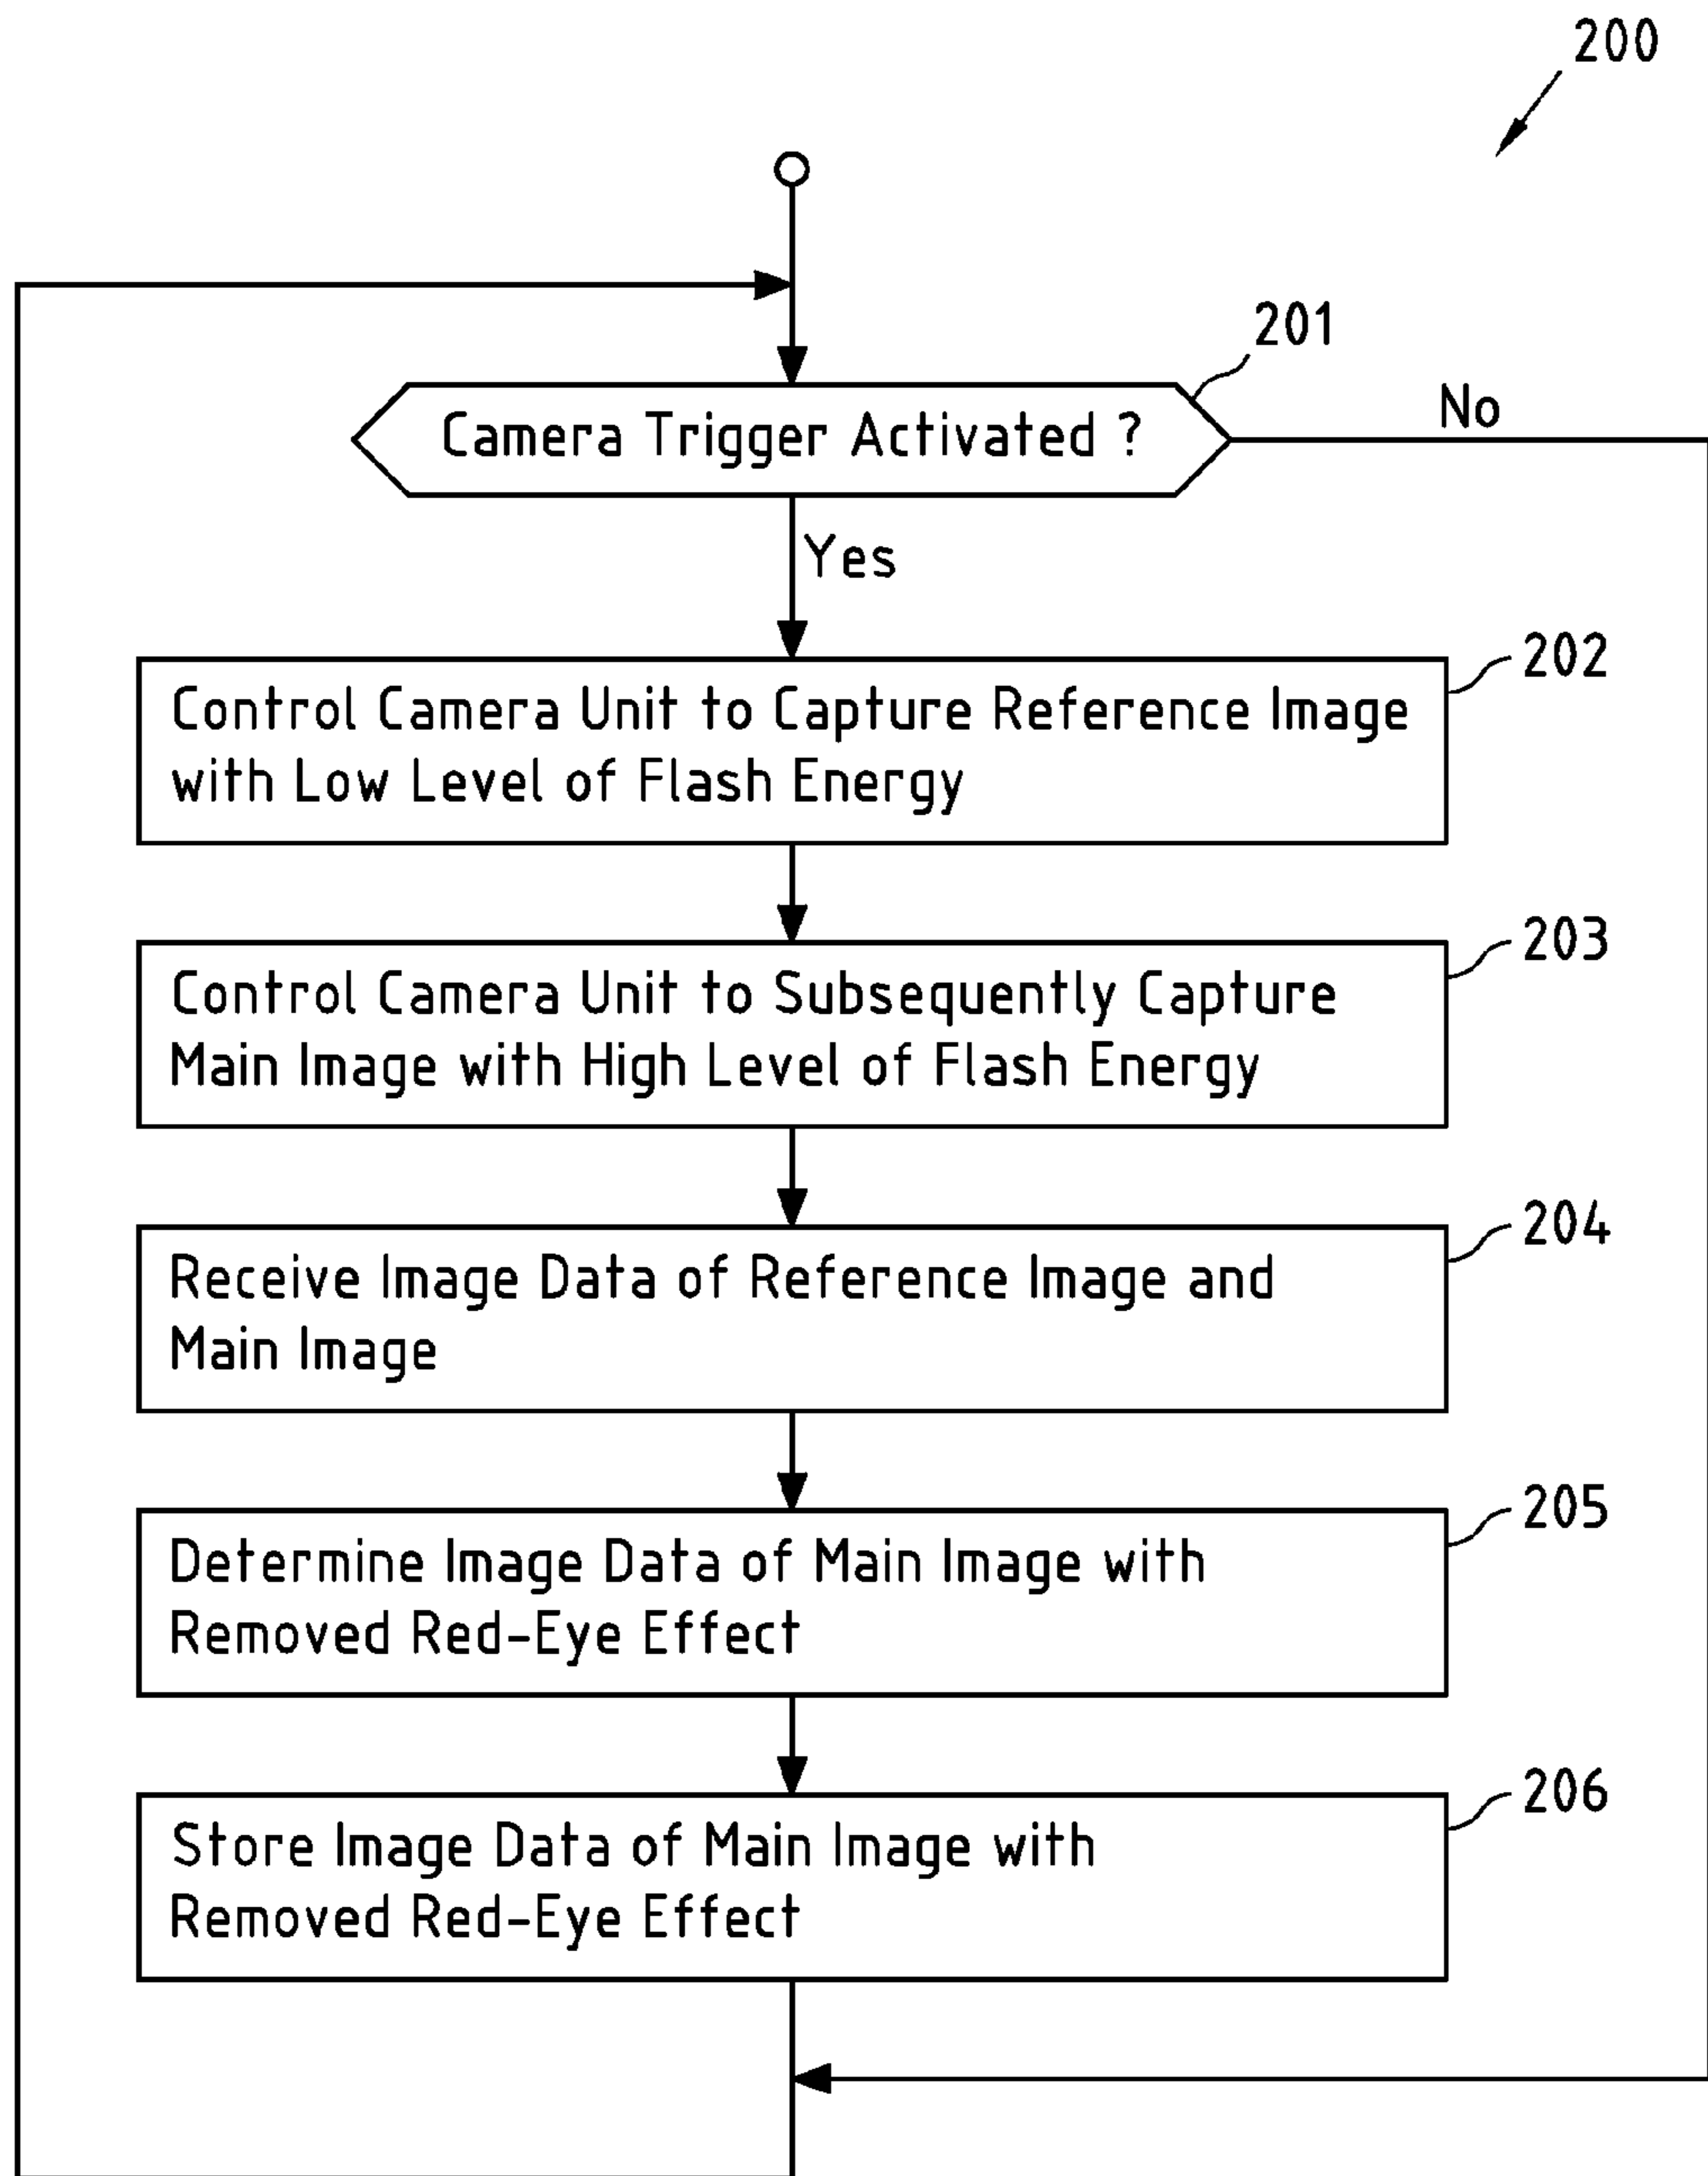 200
201
Camera Trigger Activated ?
No
Yes
202
Control Camera Unit to Capture Reference Image
with Low Level of Flash Energy
203
Control Camera Unit to Subsequently Capture
Main Image with High Level of Flash Energy
204
Receive Image Data of Reference Image and
Main Image
205
Determine Image Data of Main Image with
Removed Red-Eye Effect
206
Store Image Data of Main Image with
Removed Red-Eye Effect